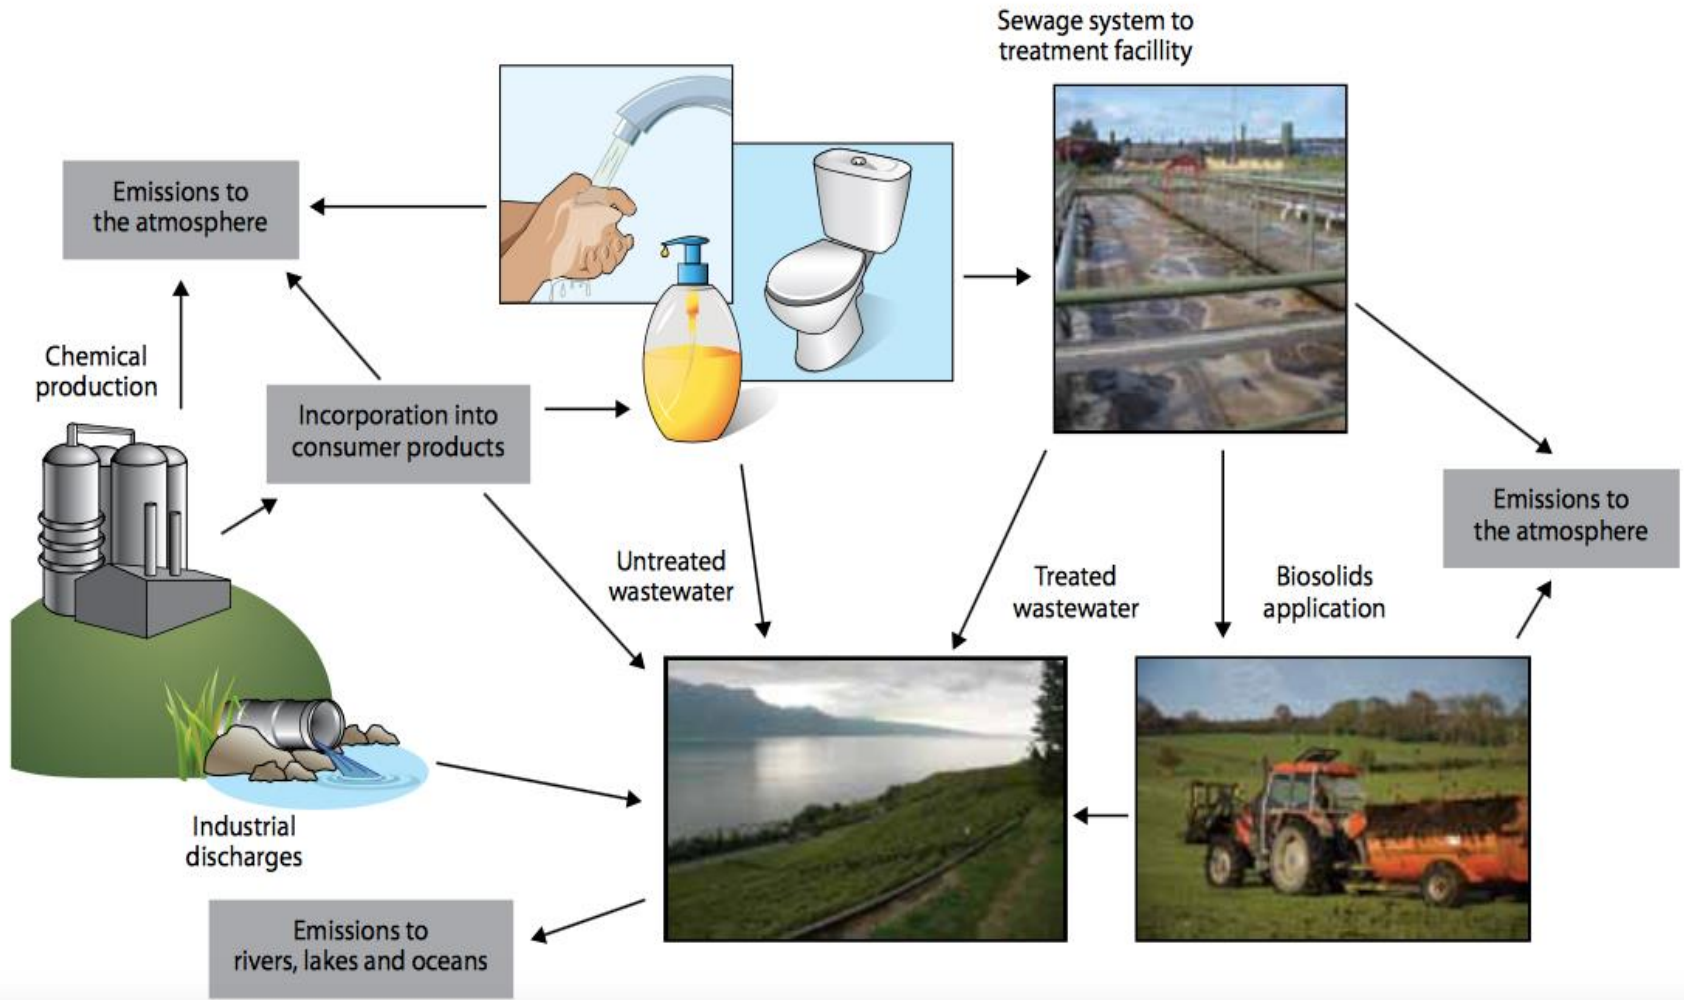 Sewage system to
treatment facillity
Emissions to
the atmosphere
Chemical
production
Incorporation into
consumer products
Untreated
wastewater
Treated
wastewater
Biosolids
application
Emissions to
the atmosphere
Industrial
discharges
Emissions to
rivers, lakes and oceans